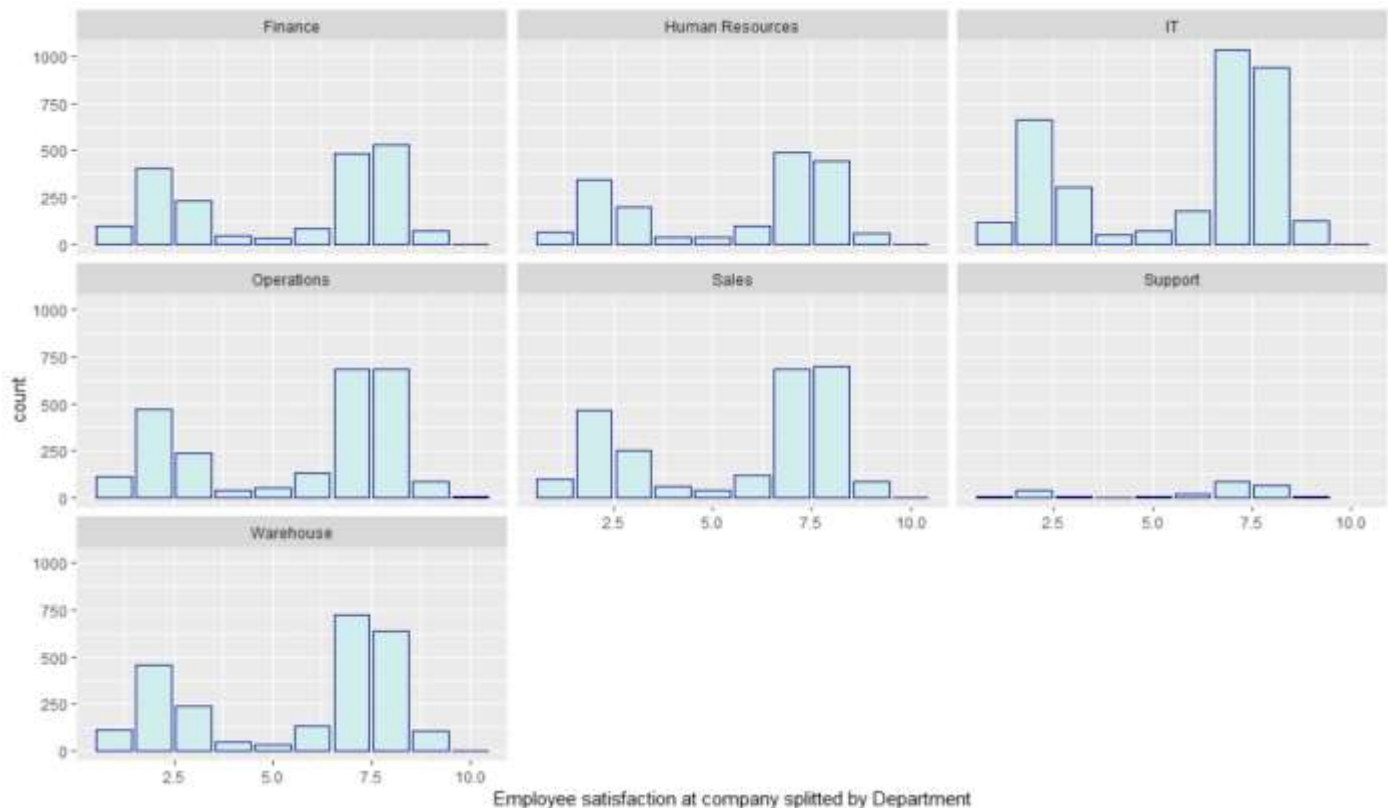 Finance Human Resources IT
1000
750
500
250
0
Operations Sales Support
1000
750
500
250
0
2.5 5.0 7.5 10.0 2.5 5.0 7.5 10.0
Warehouse
1000
750
500
250
0
2.5 5.0 7.5 10.0
count
Employee satisfaction at company splitted by Department